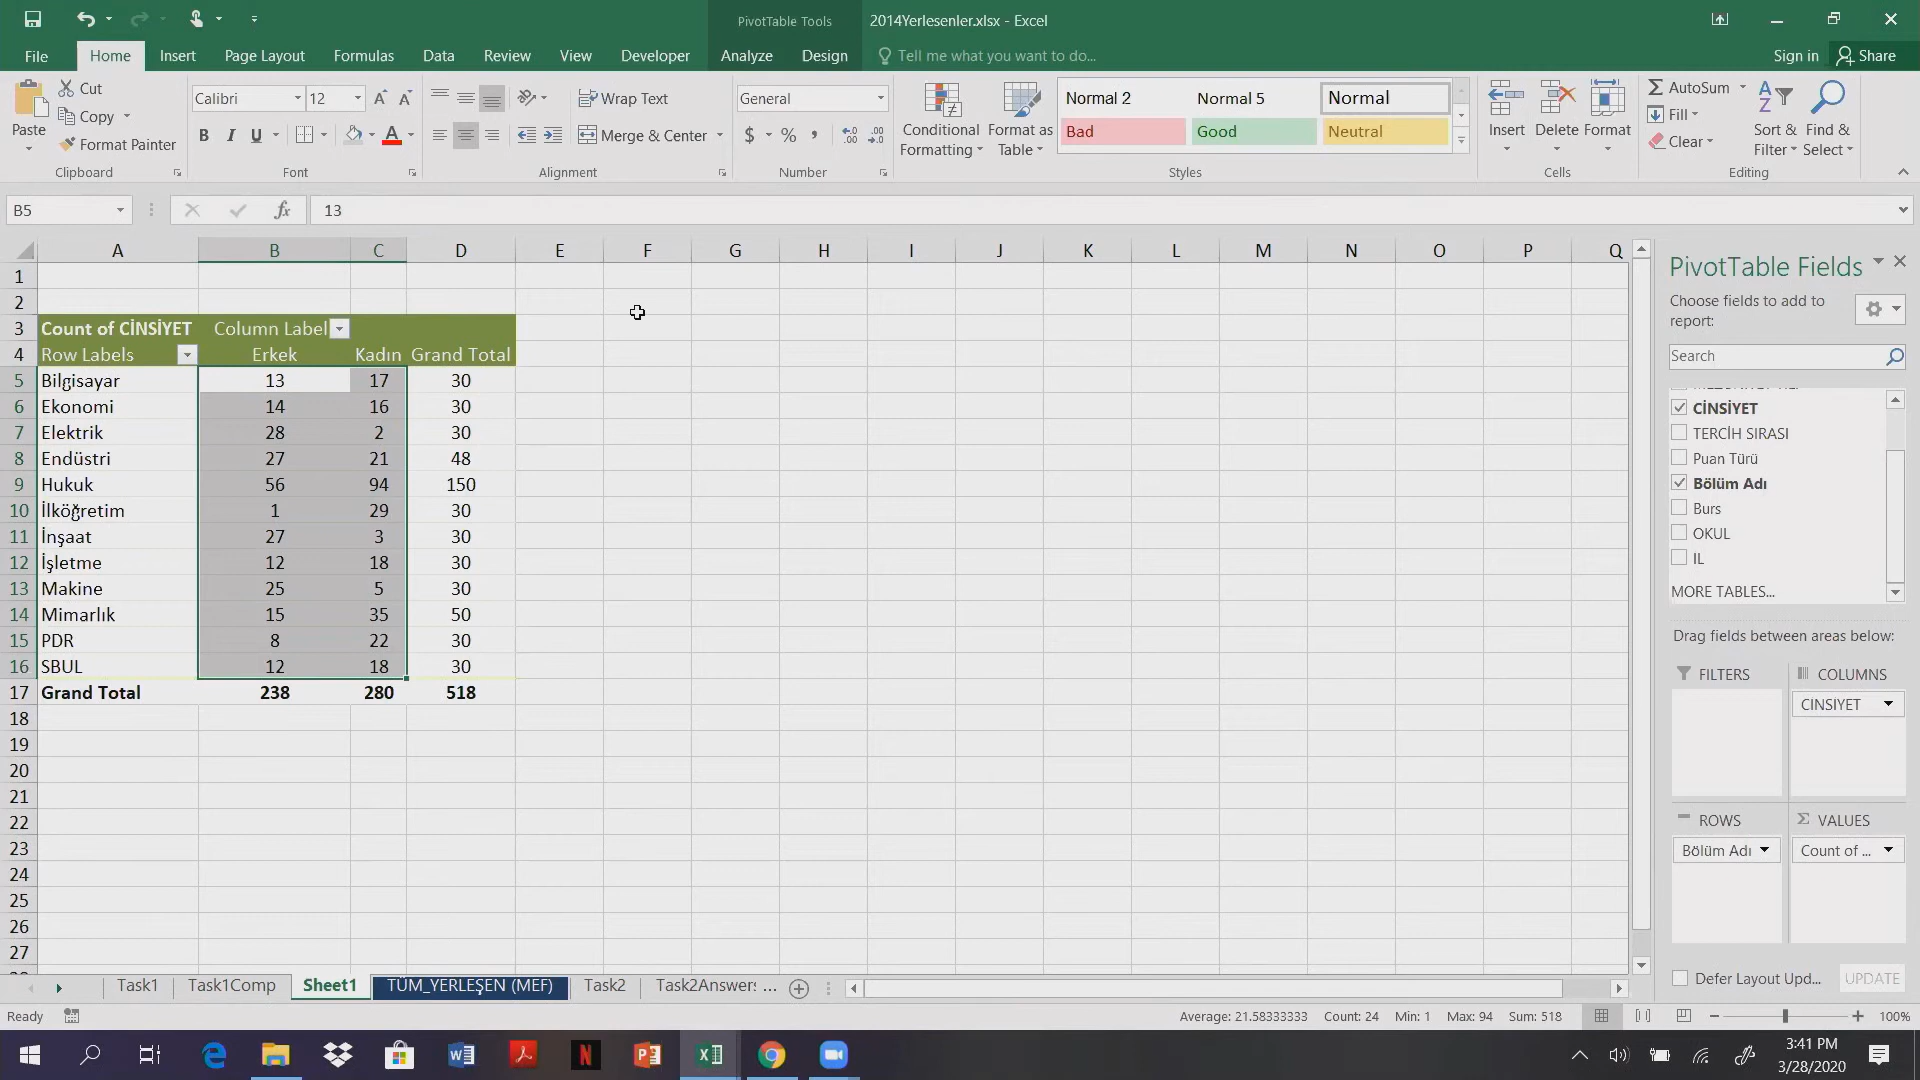 PivotTable Tools
2014Yerlesenler.xlsx - Excel
File Home Insert Page Layout Formulas Data Review View Developer Analyze Design Tell me what you want to do... Sign in Share
Paste
Cut
Copy
Format Painter
Clipboard
Calibri 12
B I U
Font
Wrap Text
Merge & Center
Alignment
General
$ % ,
Number
Conditional Formatting
Format as Table
Normal 2 Normal 5 Normal
Bad Good Neutral
Styles
Insert Delete Format
Cells
AutoSum
Fill
Clear
Sort & Filter
Find & Select
Editing
B5 fx 13
A B C D E F G H I J K L M N O P Q
1
2
3 Count of CİNSİYET Column Label
4 Row Labels Erkek Kadın Grand Total
5 Bilgisayar 13 17 30
6 Ekonomi 14 16 30
7 Elektrik 28 2 30
8 Endüstri 27 21 48
9 Hukuk 56 94 150
10 İlköğretim 1 29 30
11 İnşaat 27 3 30
12 İşletme 12 18 30
13 Makine 25 5 30
14 Mimarlık 15 35 50
15 PDR 8 22 30
16 SBUL 12 18 30
17 Grand Total 238 280 518
18
19
20
21
22
23
24
25
26
27
PivotTable Fields
Choose fields to add to
report:
Search
CİNSİYET
TERCİH SIRASI
Puan Türü
Bölüm Adı
Burs
OKUL
IL
MORE TABLES...
Drag fields between areas below:
FILTERS COLUMNS
CINSIYET
ROWS Σ VALUES
Bölüm Adı Count of ...
Defer Layout Upd... UPDATE
Task1 Task1Comp Sheet1 TÜM_YERLEŞEN (MEF) Task2 Task2Answers ...
Ready Average: 21.58333333 Count: 24 Min: 1 Max: 94 Sum: 518 100%
3:41 PM
3/28/2020